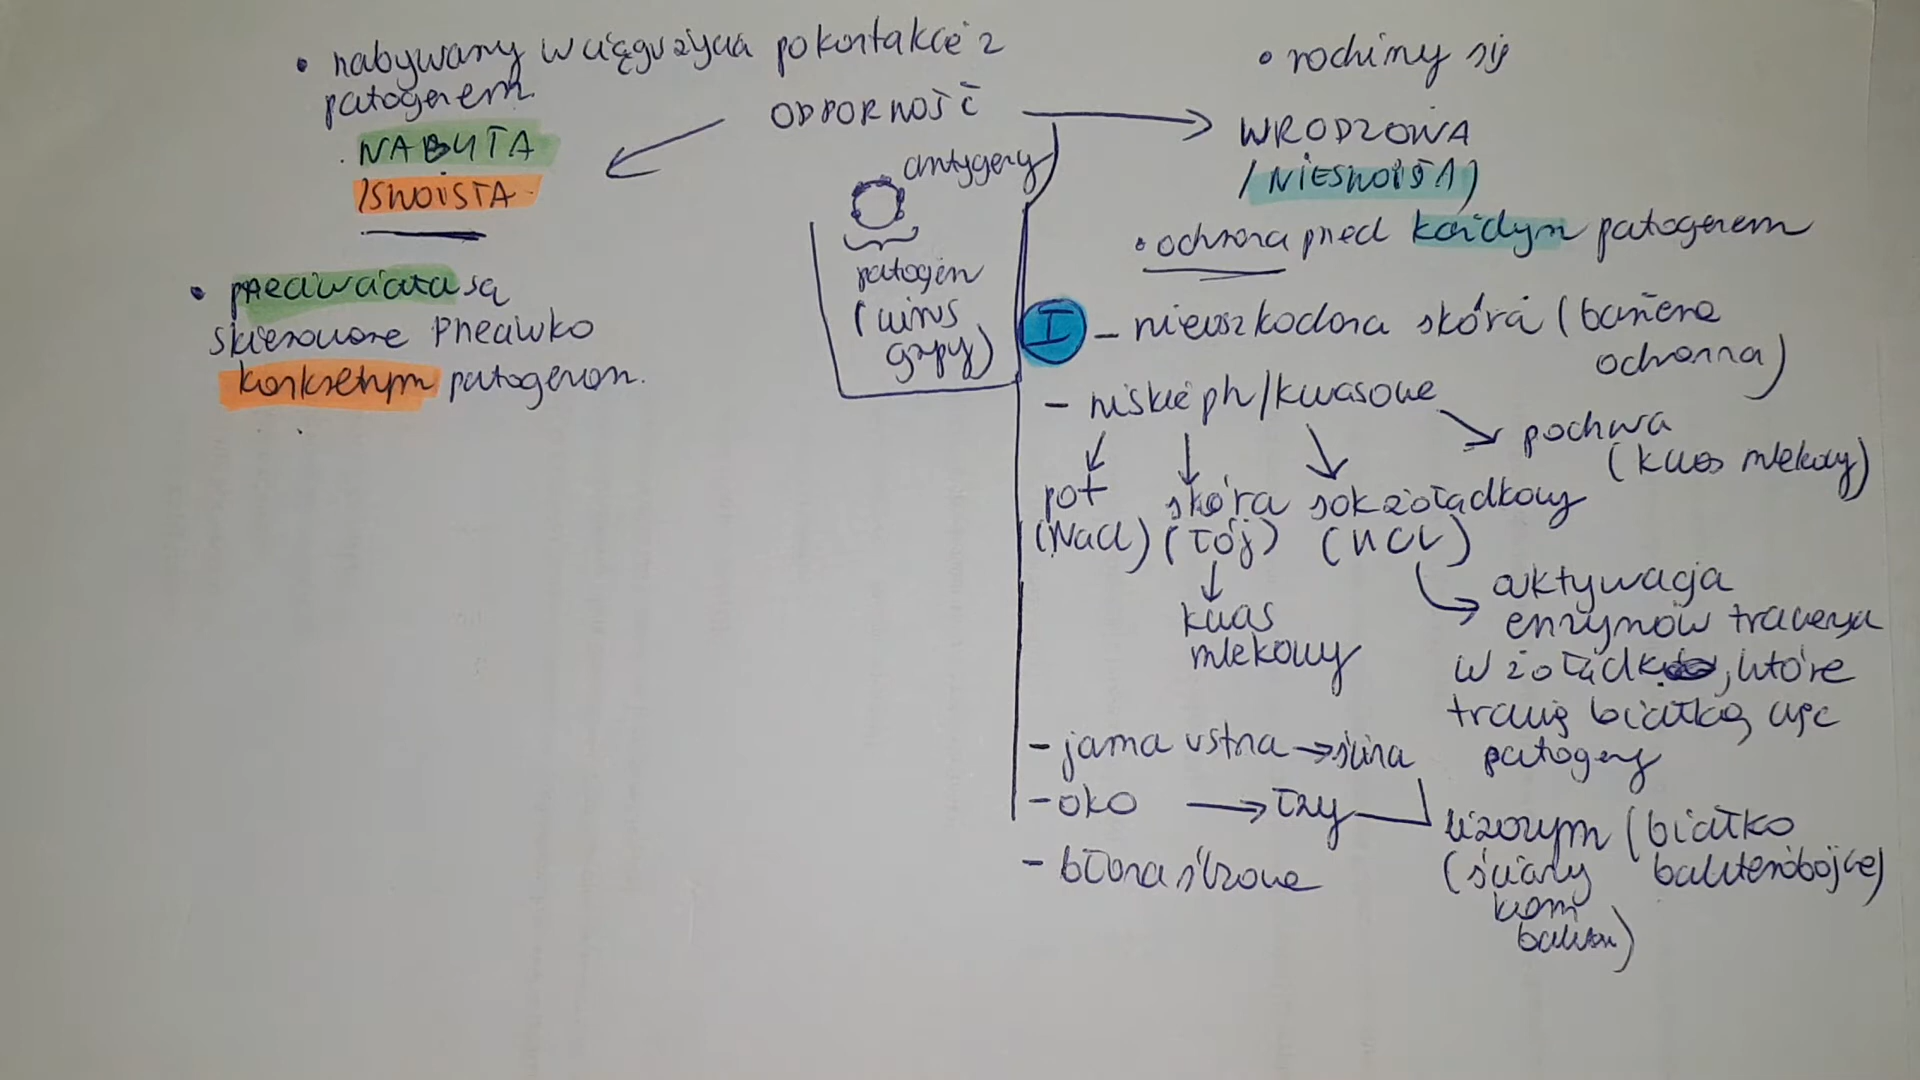 • nabywamy w ciągu życia po kontakcie z
patogenem
NABYTA
/SWOISTA
• przeciwciała są
skierowane przeciwko
konkretnym patogenom.
ODPORNOŚĆ
antygeny
patogen
(wirus
grypy)
• rodzimy się
WRODZONA
/NIESWOISTA)
• ochrona przed każdym patogenem
I - nieuszkodzona skóra (bariera
ochronna)
- niskie ph/kwasowe
pochwa
(kwas mlekowy)
pot skóra sok żołądkowy
(NaCl) (łój) (HCl)
kwas
mlekowy
aktywacja
enzymów trawienia
w żołądku, które
trawią białka, więc
patogeny
- jama ustna → ślina
- oko → łzy
- błona śluzowa
lizozym (białko
bakteriobójcze)
(ściany
kom
bakter)